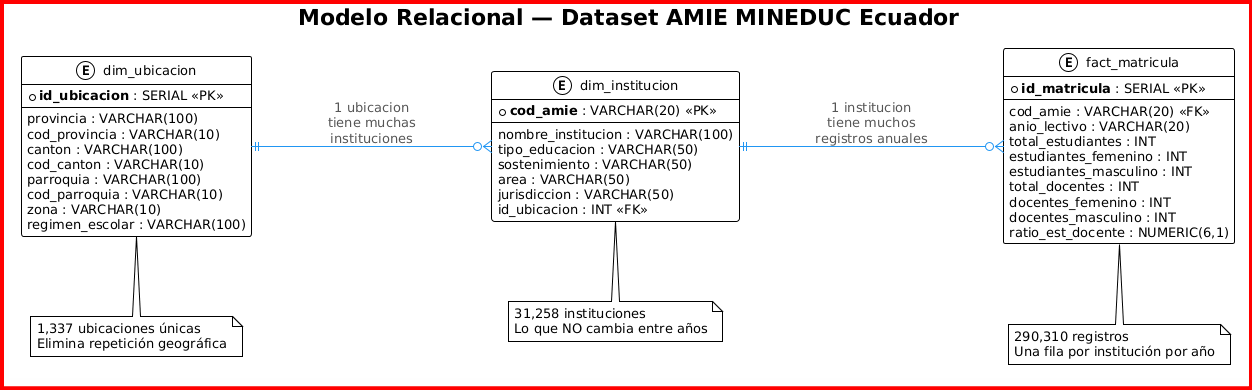 Modelo Relacional — Dataset AMIE MINEDUC Ecuador
E dim_ubicacion
id_ubicacion : SERIAL «PK»
provincia : VARCHAR(100)
cod_provincia : VARCHAR(10)
canton : VARCHAR(100)
cod_canton : VARCHAR(10)
parroquia : VARCHAR(100)
cod_parroquia : VARCHAR(10)
zona : VARCHAR(10)
regimen_escolar : VARCHAR(100)
1 ubicacion
tiene muchas
instituciones
E dim_institucion
cod_amie : VARCHAR(20) «PK»
nombre_institucion : VARCHAR(100)
tipo_educacion : VARCHAR(50)
sostenimiento : VARCHAR(50)
area : VARCHAR(50)
jurisdiccion : VARCHAR(50)
id_ubicacion : INT «FK»
1 institucion
tiene muchos
registros anuales
E fact_matricula
id_matricula : SERIAL «PK»
cod_amie : VARCHAR(20) «FK»
anio_lectivo : VARCHAR(20)
total_estudiantes : INT
estudiantes_femenino : INT
estudiantes_masculino : INT
total_docentes : INT
docentes_femenino : INT
docentes_masculino : INT
ratio_est_docente : NUMERIC(6,1)
1,337 ubicaciones únicas
Elimina repetición geográfica
31,258 instituciones
Lo que NO cambia entre años
290,310 registros
Una fila por institución por año